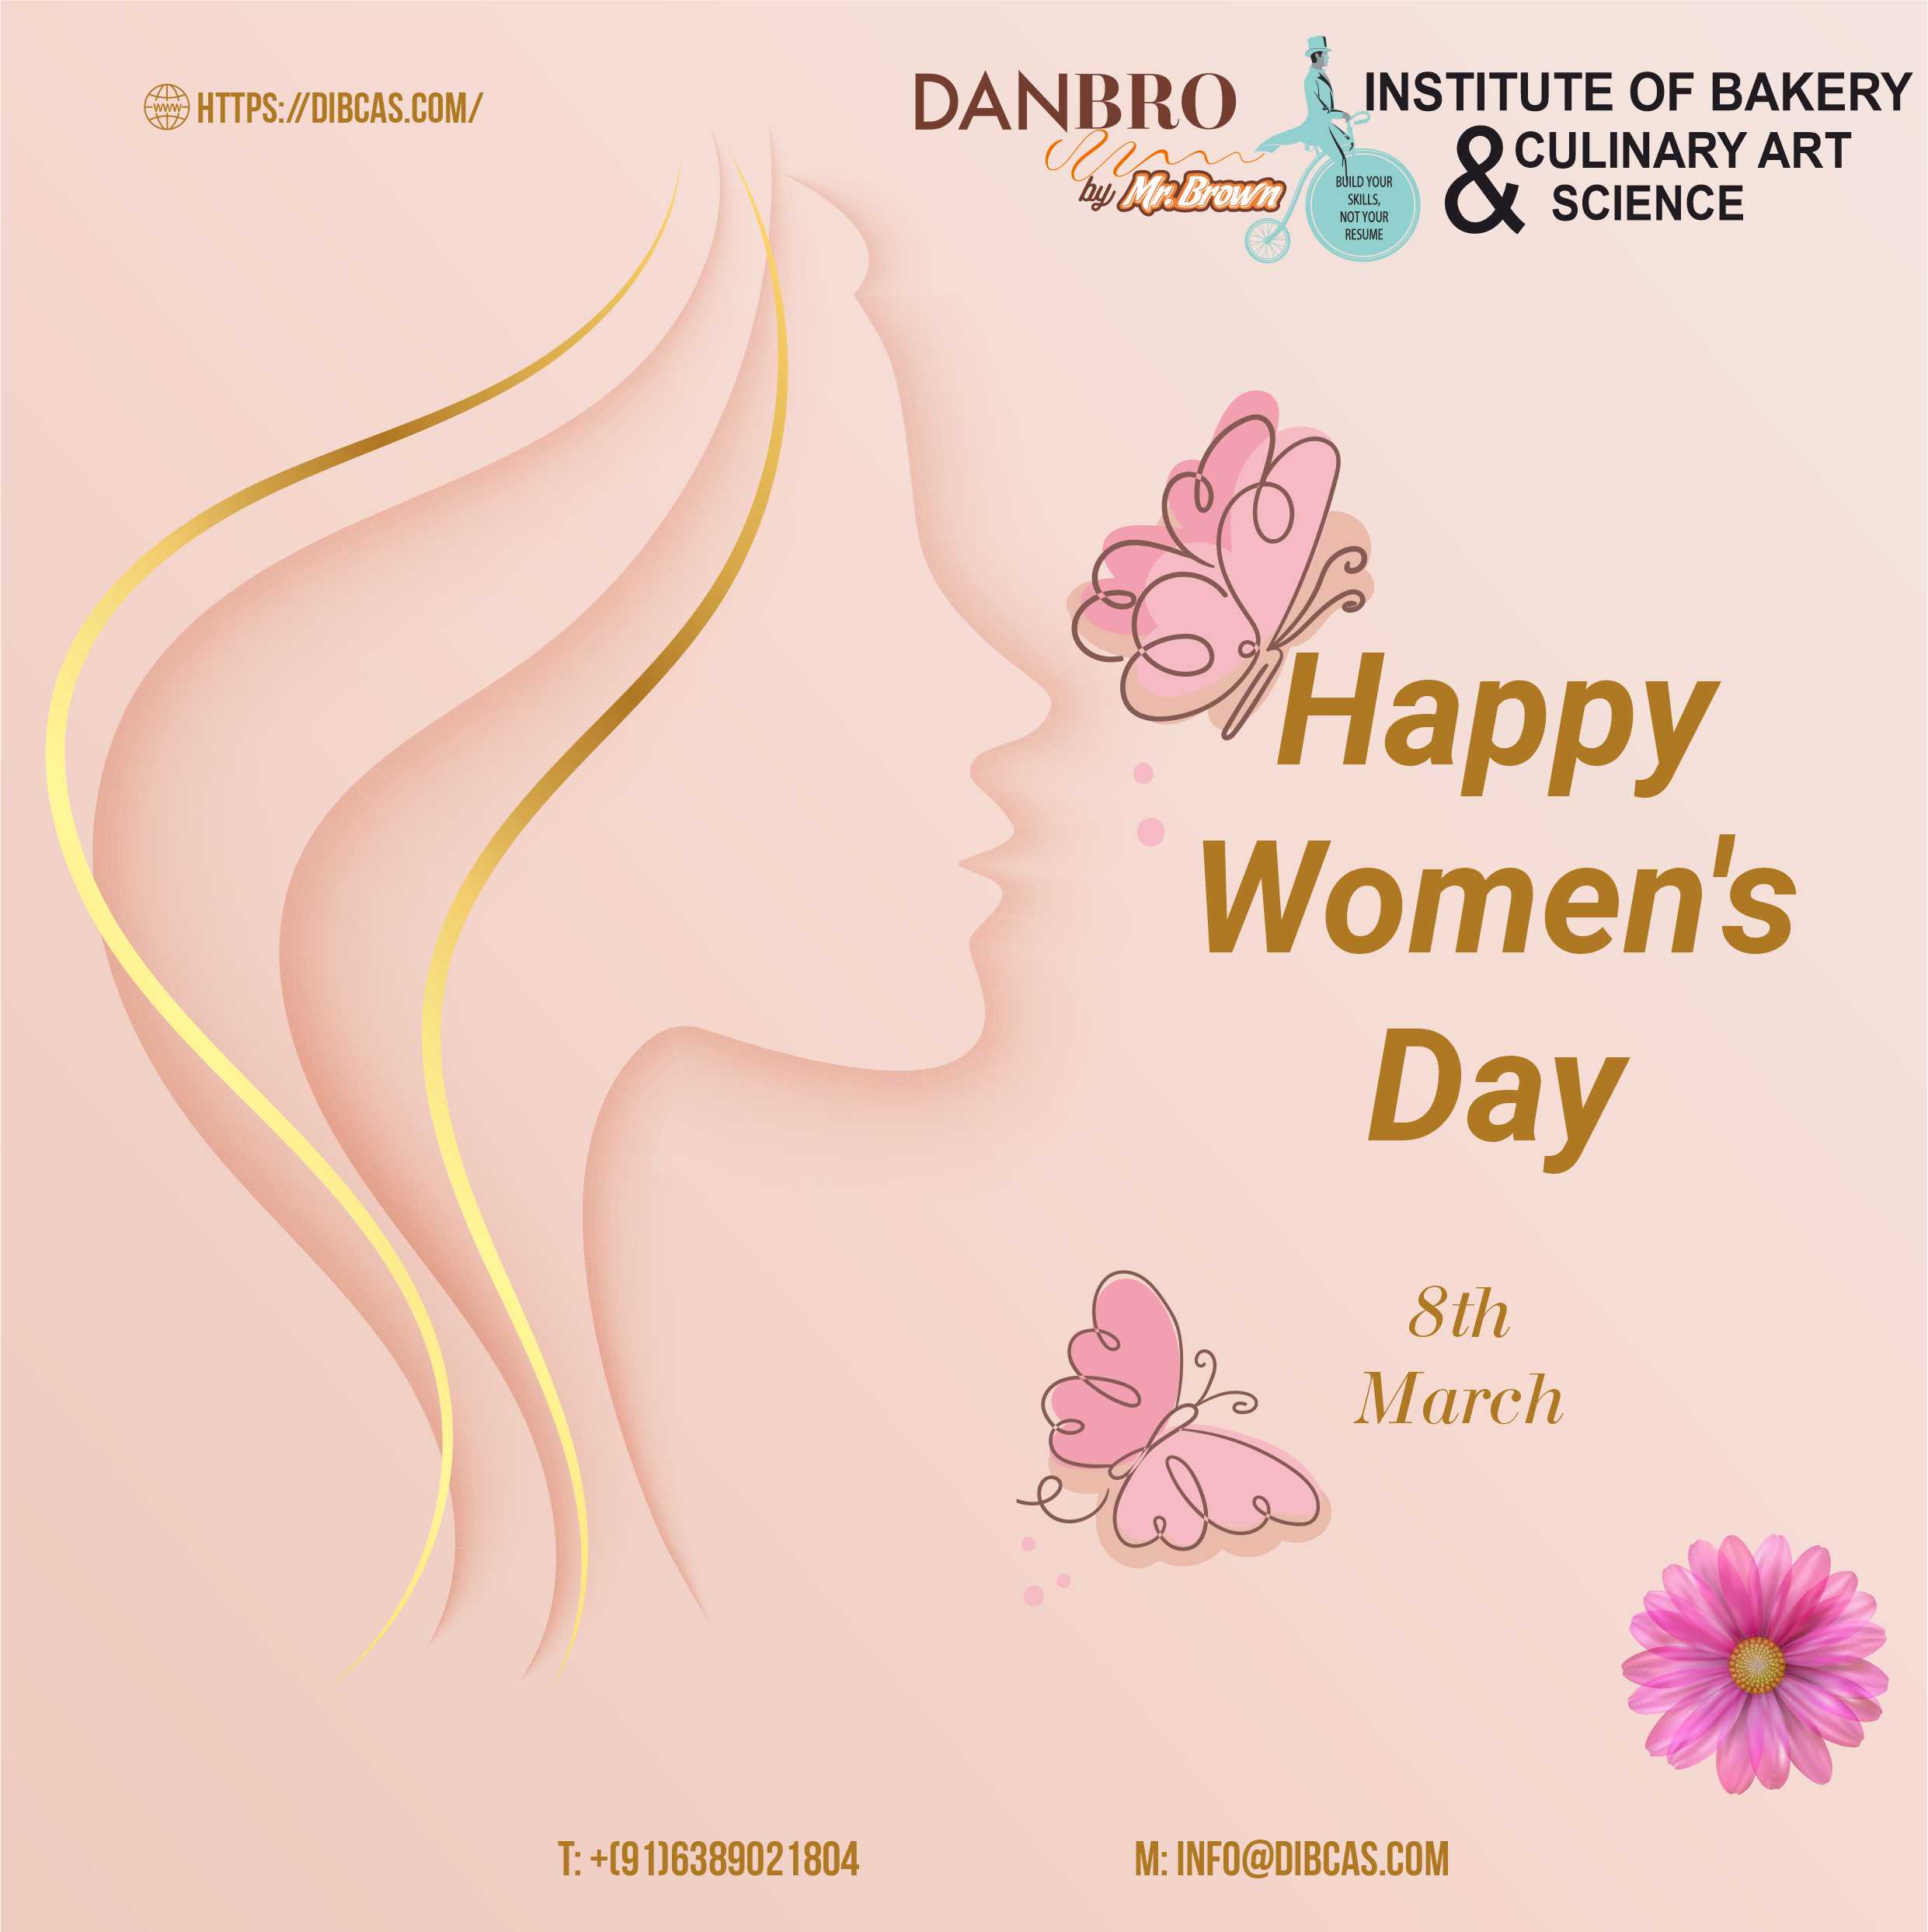 HTTPS://DIBCAS.COM/
DANBRO
by Mr. Brown
BUILD YOUR
SKILLS,
NOT YOUR
RESUME
INSTITUTE OF BAKERY
& CULINARY ART
SCIENCE
Happy
Women's
Day
8th
March
T: +(91)6389021804
M: INFO@DIBCAS.COM